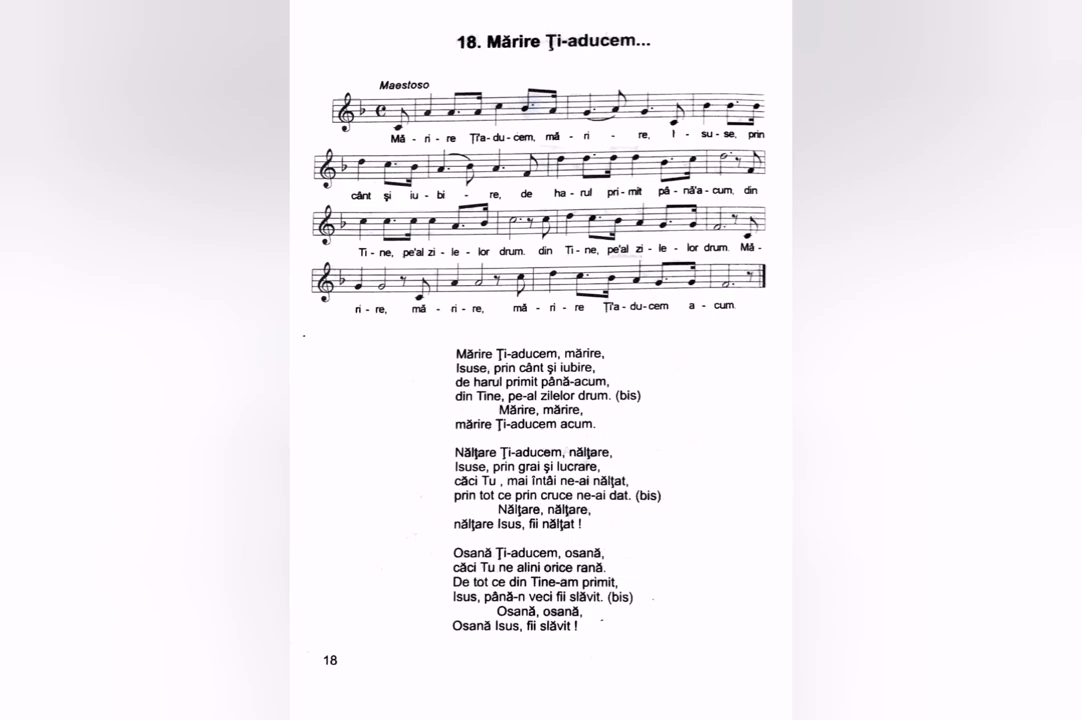 18. Mărire Ţi-aducem...
Maestoso
Mă - ri - re Ţi'a-du-cem, mă - ri - re, I - su-se, prin
cânt şi iu - bi - re, de ha-rul pri-mit pâ-nă'a-cum, din
Ti - ne, pe'al zi - le - lor drum. din Ti - ne, pe'al zi - le - lor drum. Mă -
ri - re, mă - ri - re, mă - ri - re Ţi'a-du-cem a - cum.
Mărire Ţi-aducem, mărire,
Isuse, prin cânt şi iubire,
de harul primit până-acum,
din Tine, pe-al zilelor drum. (bis)
Mărire, mărire,
mărire Ţi-aducem acum.
Nălţare Ţi-aducem, nălţare,
Isuse, prin grai şi lucrare,
căci Tu , mai întâi ne-ai nălţat,
prin tot ce prin cruce ne-ai dat. (bis)
Nălţare, nălţare,
nălţare Isus, fii nălţat !
Osană Ţi-aducem, osană,
căci Tu ne alini orice rană.
De tot ce din Tine-am primit,
Isus, până-n veci fii slăvit. (bis)
Osană, osană,
Osană Isus, fii slăvit !
18